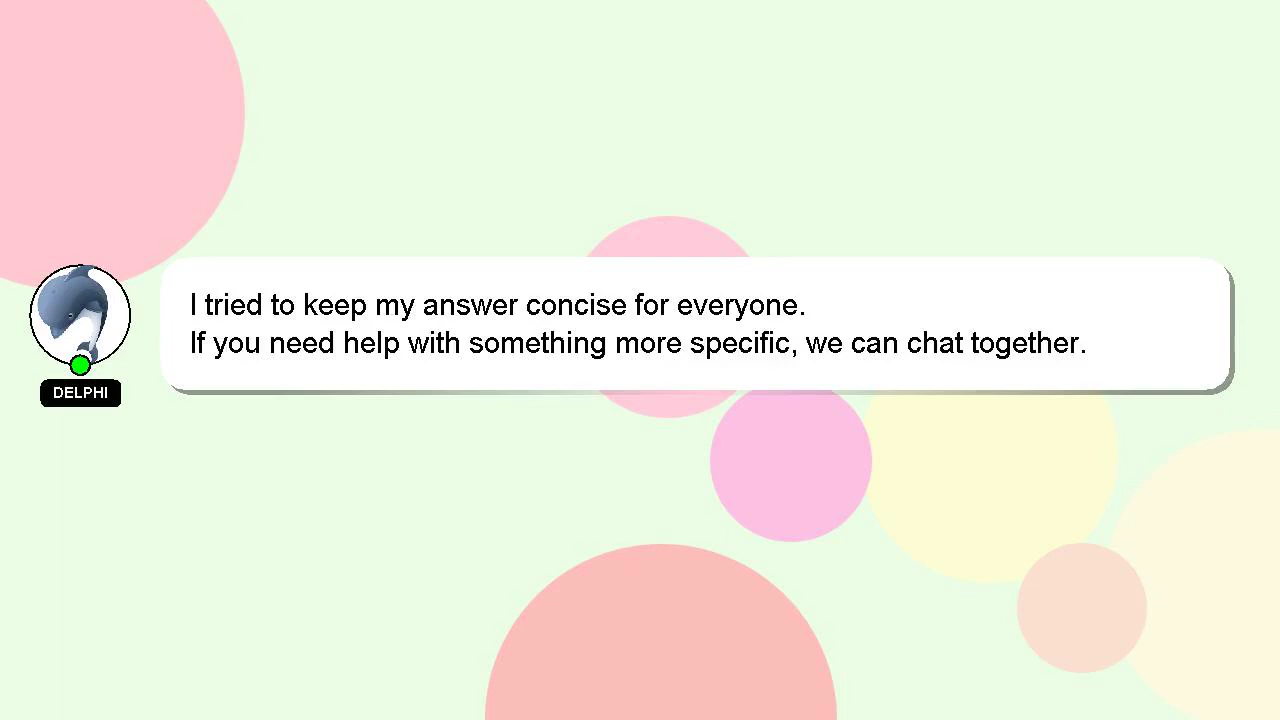 I tried to keep my answer concise for everyone.
If you need help with something more specific, we can chat together.
DELPHI